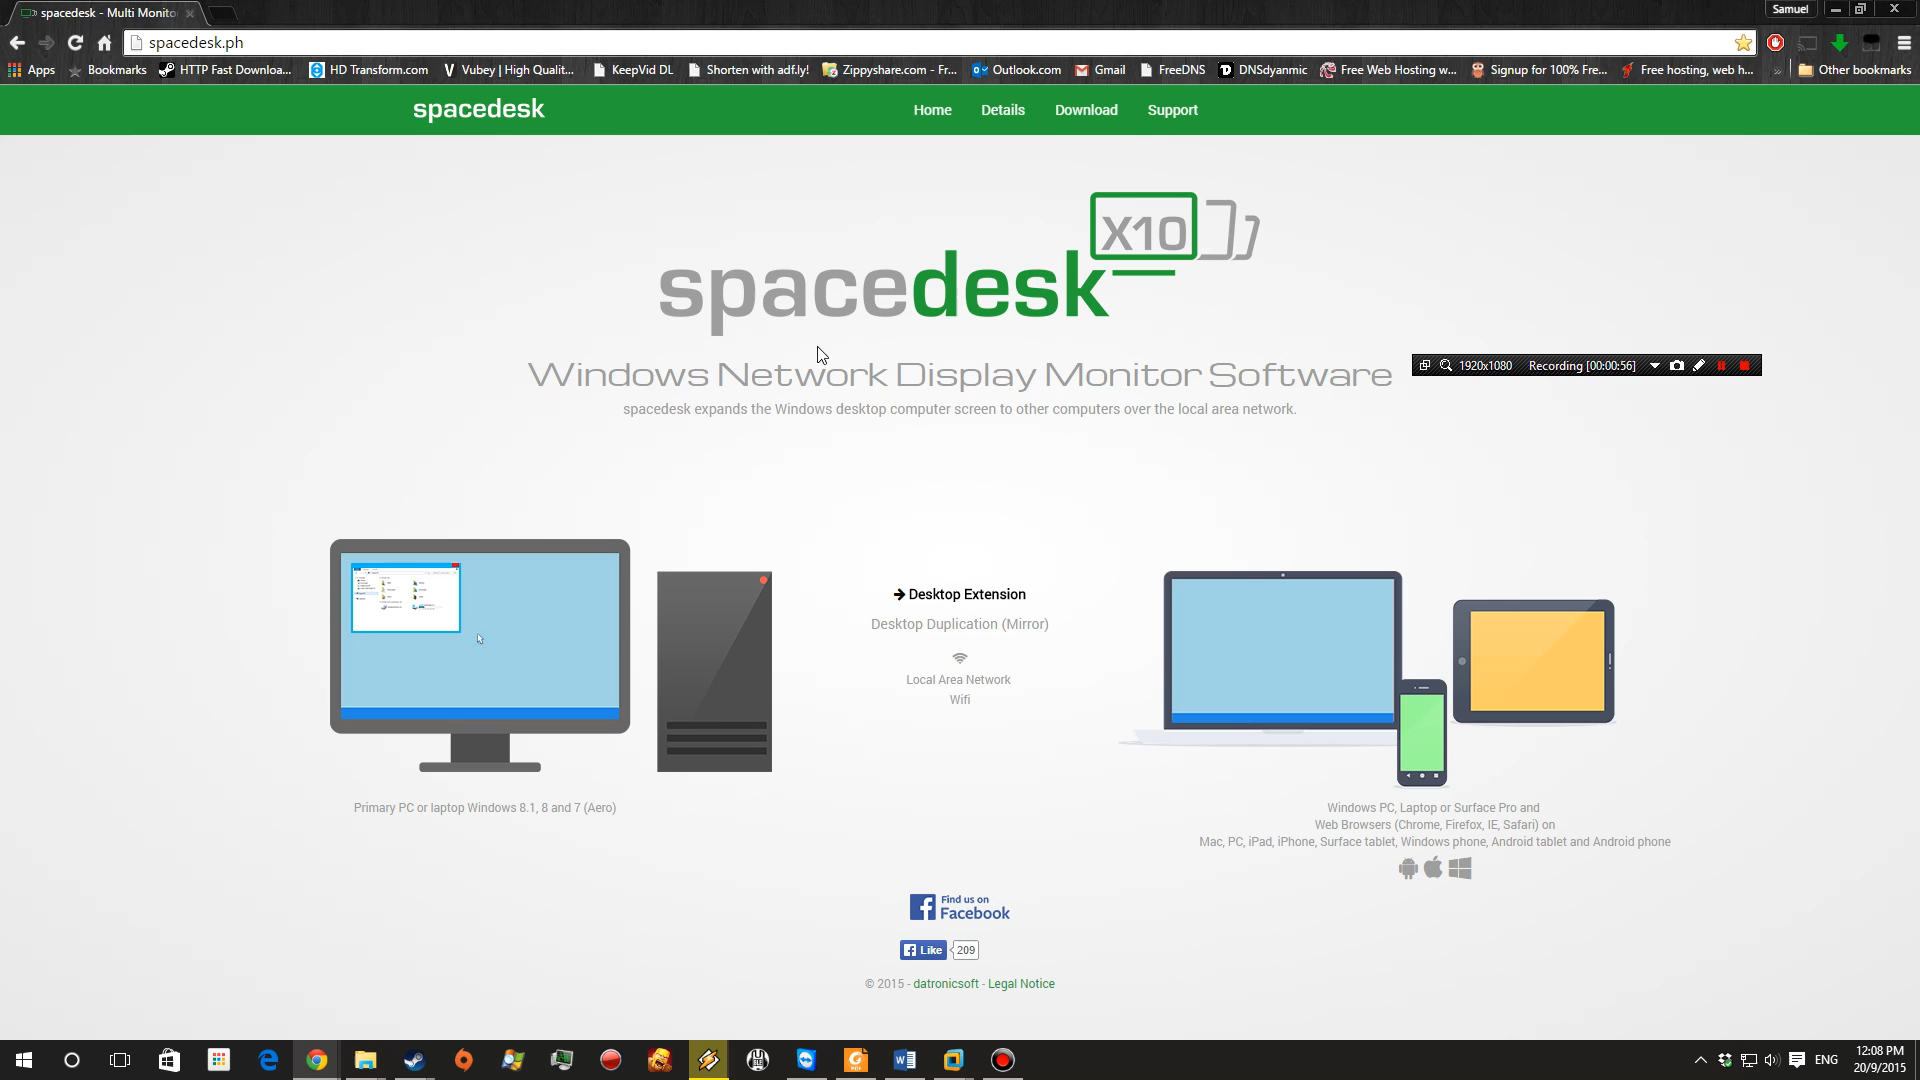 spacedesk - Multi Monito
Samuel
spacedesk.ph
Apps
Bookmarks
HTTP Fast Downloa...
HD Transform.com
Vubey | High Qualit...
KeepVid DL
Shorten with adf.ly!
Zippyshare.com - Fr...
Outlook.com
Gmail
FreeDNS
DNSdyanmic
Free Web Hosting w...
Signup for 100% Fre...
Free hosting, web h...
Other bookmarks
spacedesk
Home
Details
Download
Support
X10
spacedesk
Windows Network Display Monitor Software
1920x1080
Recording [00:00:56]
spacedesk expands the Windows desktop computer screen to other computers over the local area network.
Desktop Extension
Desktop Duplication (Mirror)
Local Area Network
Wifi
Primary PC or laptop Windows 8.1, 8 and 7 (Aero)
Windows PC, Laptop or Surface Pro and
Web Browsers (Chrome, Firefox, IE, Safari) on
Mac, PC, iPad, iPhone, Surface tablet, Windows phone, Android tablet and Android phone
Find us on
Facebook
Like
209
© 2015 - datronicsoft - Legal Notice
ENG
12:08 PM
20/9/2015